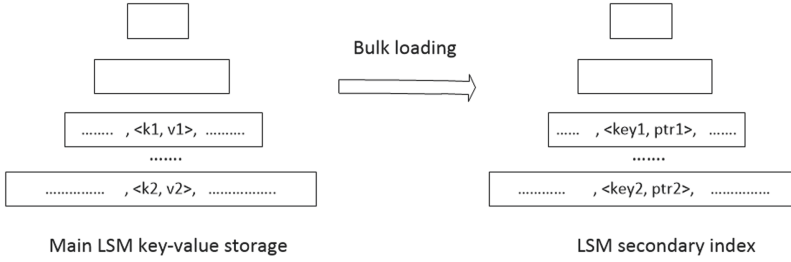 Bulk loading
…….. , <k1, v1>, ……….
…… , <key1, ptr1>, …….
…….
…….
…………… , <k2, v2>, ……………..
………… , <key2, ptr2>, ……………
Main LSM key-value storage
LSM secondary index